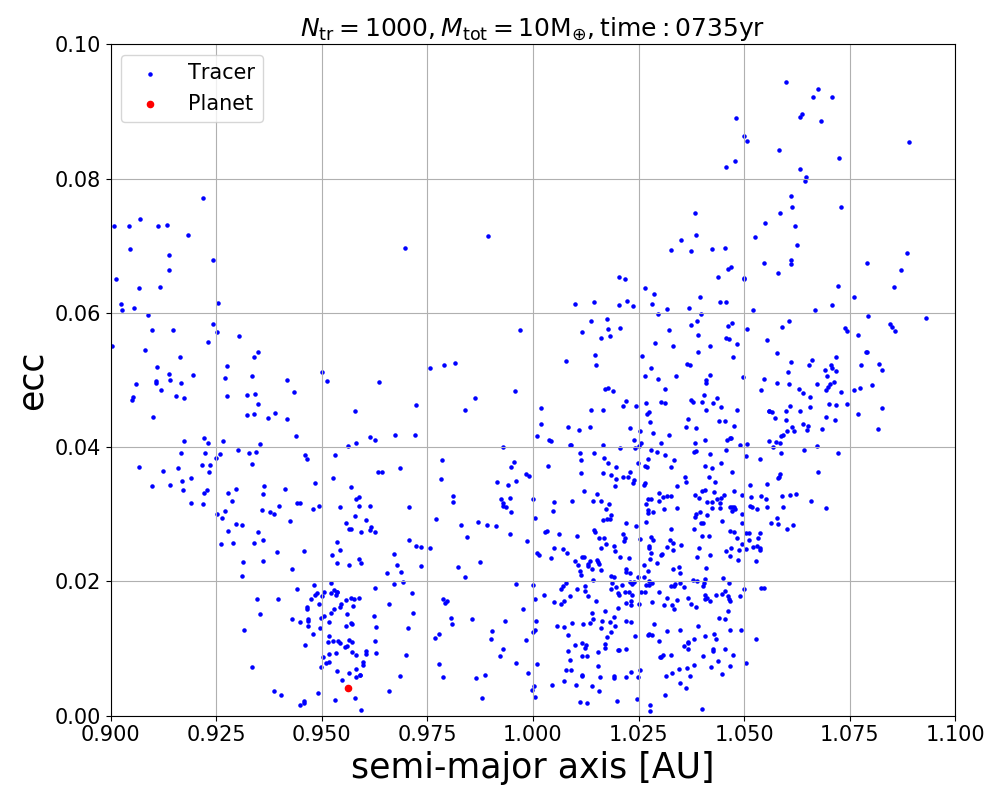 N_tr = 1000, M_tot = 10M_⊕, time : 0735yr
Tracer
Planet
ecc
0.10
0.08
0.06
0.04
0.02
0.00
0.900 0.925 0.950 0.975 1.000 1.025 1.050 1.075 1.100
semi-major axis [AU]